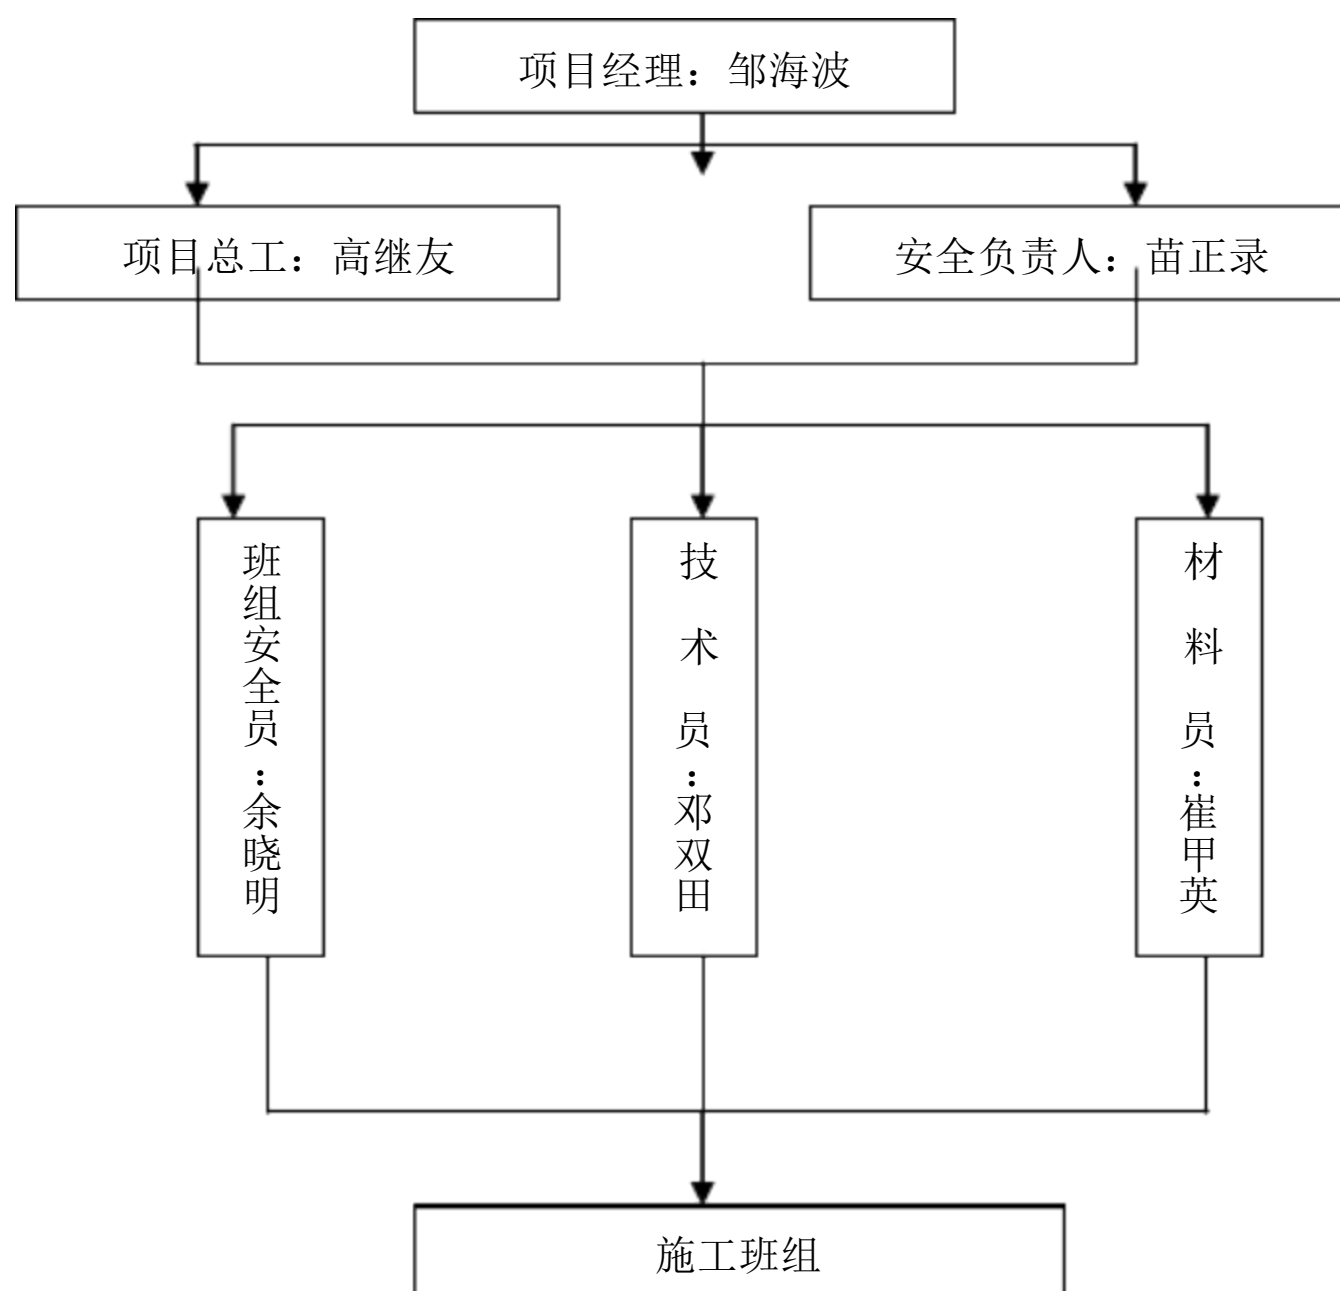 项目经理：邹海波
项目总工：高继友
安全负责人：苗正录
班组安全员：余晓明
技术员：邓双田
材料员：崔甲英
施工班组